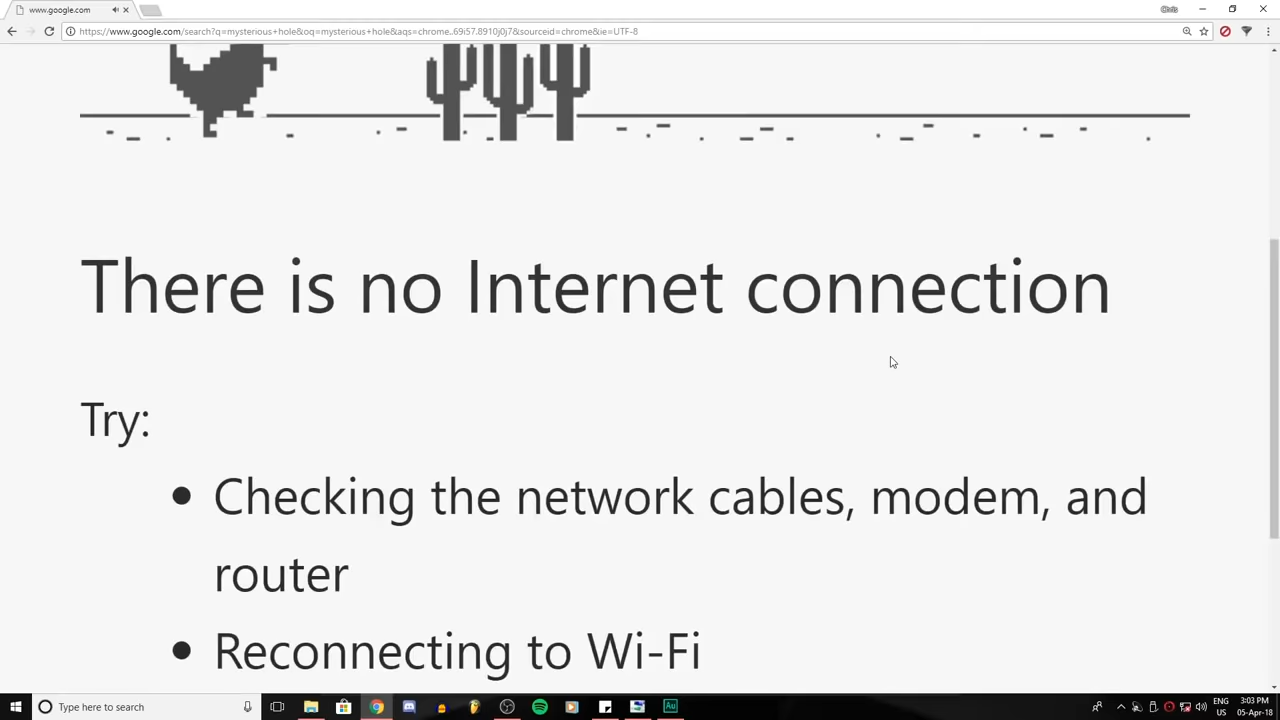 www.google.com
Chris
https://www.google.com/search?q=mysterious+hole&oq=mysterious+hole&aqs=chrome..69i57.8910j0j7&sourceid=chrome&ie=UTF-8
There is no Internet connection
Try:
Checking the network cables, modem, and
router
Reconnecting to Wi-Fi
Type here to search
Au
ENG
3:03 PM
US
05-Apr-18